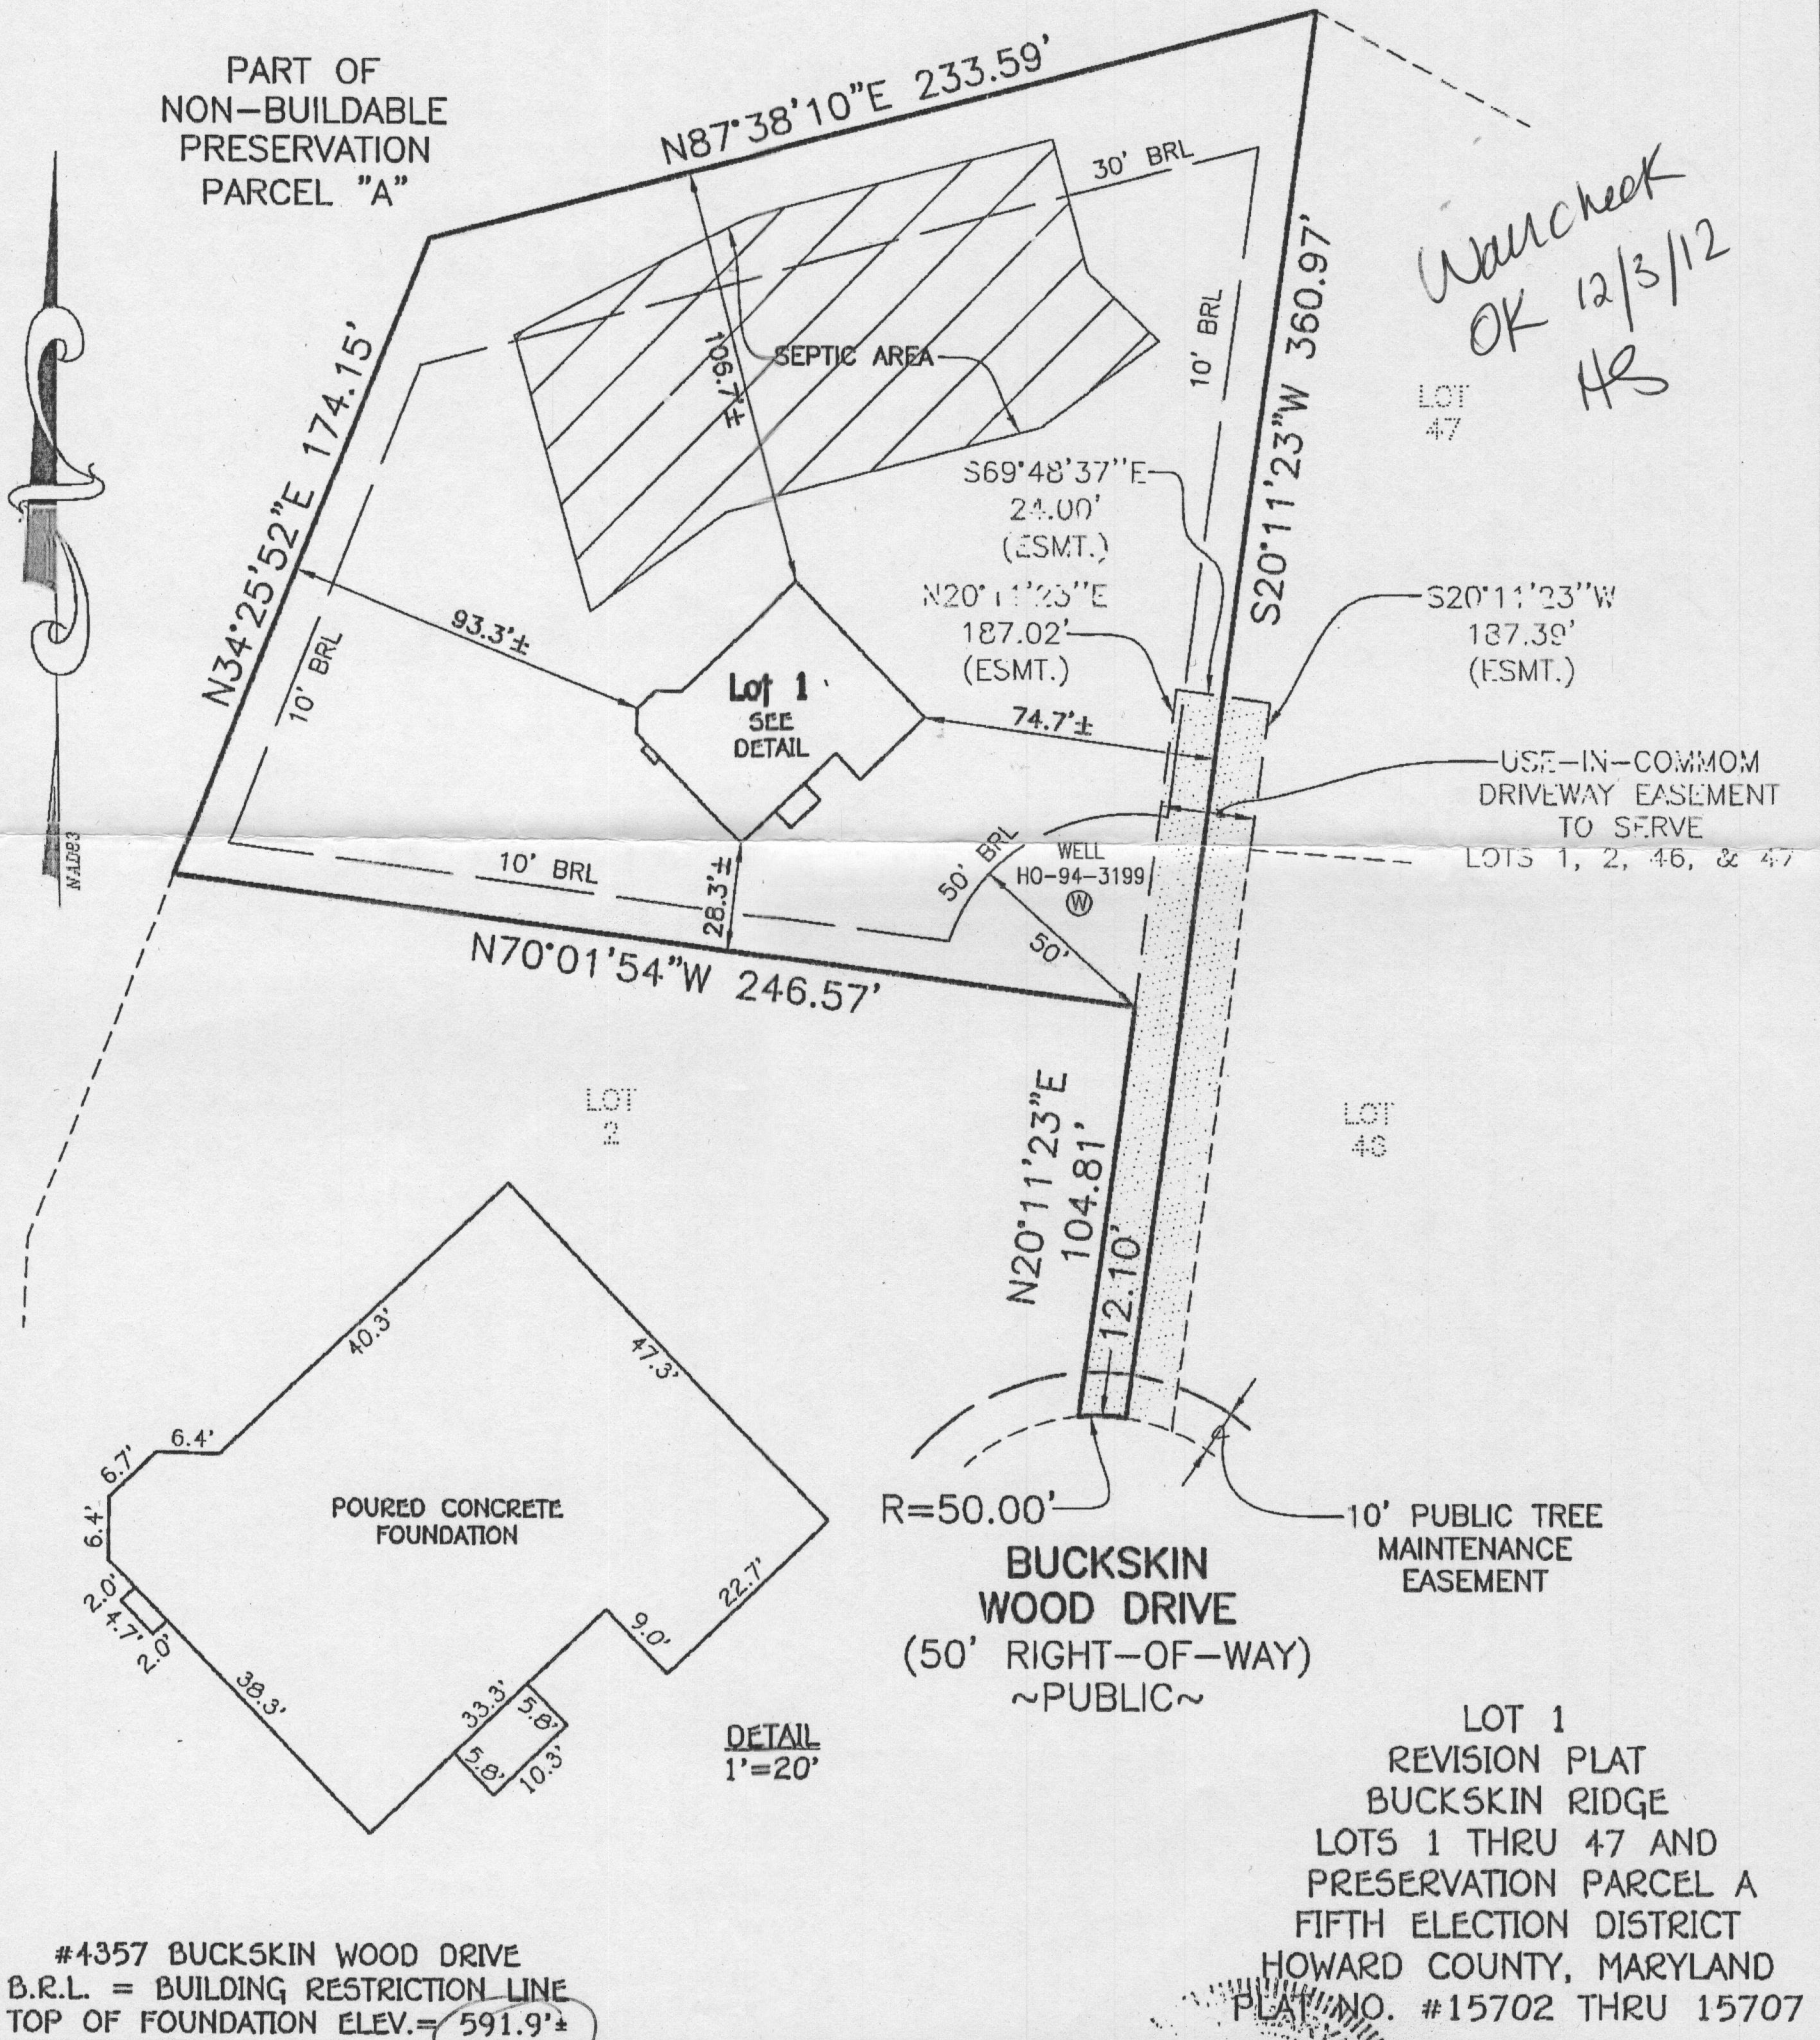 PART OF
NON-BUILDABLE
PRESERVATION
PARCEL "A"
N87°38'10"E 233.59'
30' BRL
Wallcheck
OK 12/3/12
HS
10' BRL
S20°11'23"W 360.97'
N34°25'52"E 174.15'
106.7'±
SEPTIC AREA
LOT
47
S69°48'37"E
24.00'
(ESMT.)
N20°11'23"E
187.02'
(ESMT.)
S20°11'23"W
187.39'
(ESMT.)
93.3'±
10' BRL
Lot 1
SEE
DETAIL
74.7'±
USE-IN-COMMOM
DRIVEWAY EASEMENT
TO SERVE
LOTS 1, 2, 46, & 47
NAD83
10' BRL
28.3'±
50' BRL
WELL
HO-94-3199
W
50'
N70°01'54"W 246.57'
LOT
2
LOT
46
N20°11'23"E
104.81'
12.10'
40.3'
47.3'
6.4'
6.7'
6.4'
2.0'
4.7'
2.0'
POURED CONCRETE
FOUNDATION
22.7'
9.0'
38.3'
33.3'
5.8'
5.8'
10.3'
DETAIL
1'=20'
R=50.00'
BUCKSKIN
WOOD DRIVE
(50' RIGHT-OF-WAY)
~PUBLIC~
10' PUBLIC TREE
MAINTENANCE
EASEMENT
LOT 1
REVISION PLAT
BUCKSKIN RIDGE
LOTS 1 THRU 47 AND
PRESERVATION PARCEL A
FIFTH ELECTION DISTRICT
HOWARD COUNTY, MARYLAND
PLAT NO. #15702 THRU 15707
#4357 BUCKSKIN WOOD DRIVE
B.R.L. = BUILDING RESTRICTION LINE
TOP OF FOUNDATION ELEV.= 591.9'±